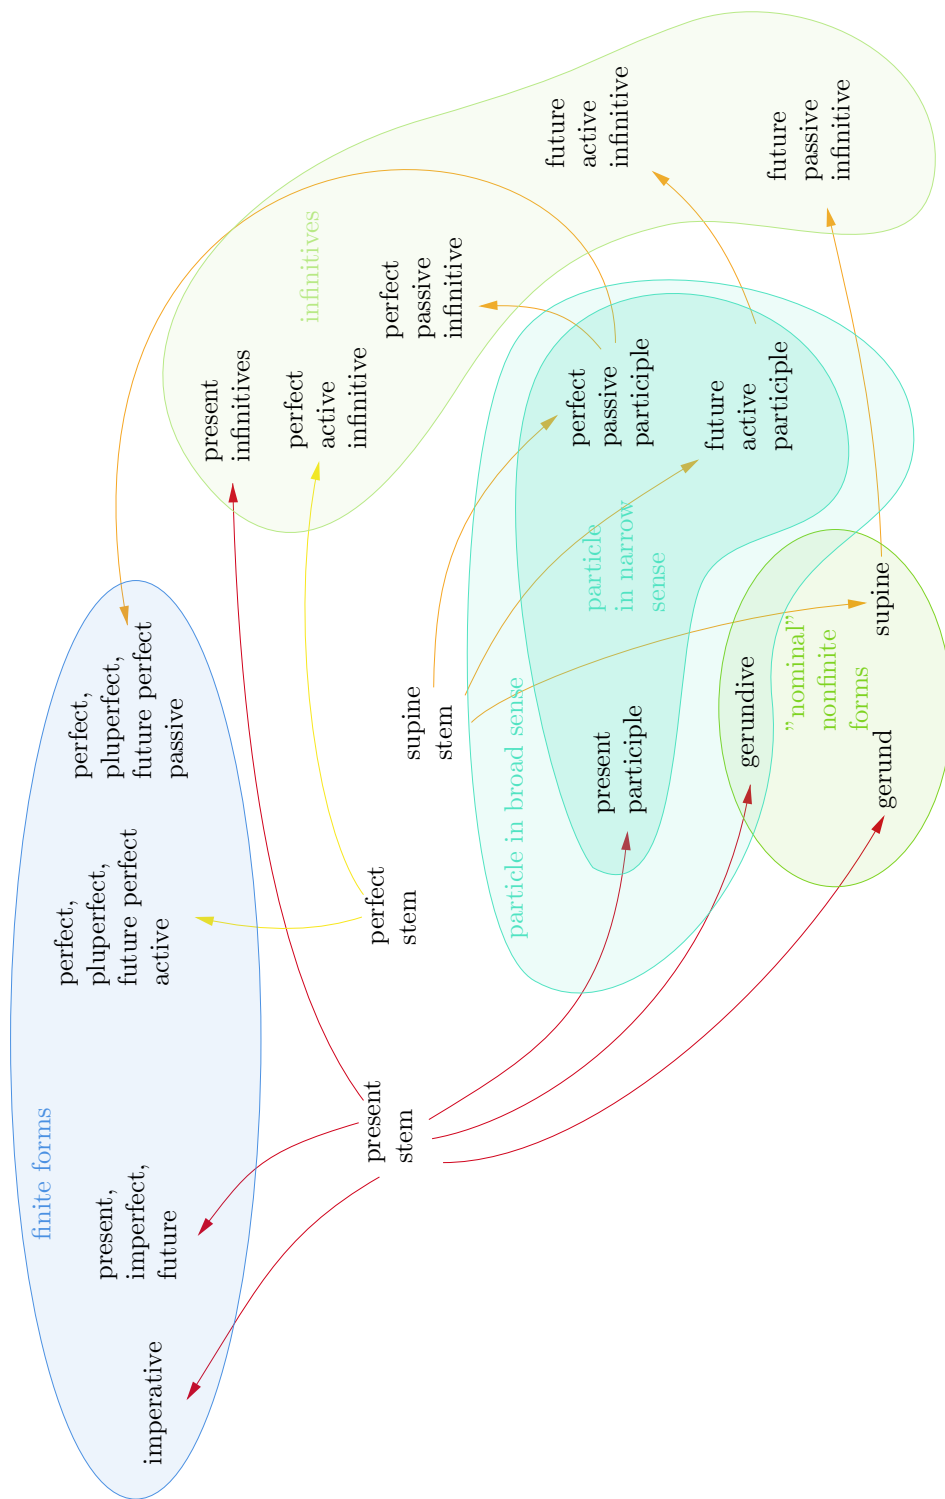 finite forms
imperative
present,
imperfect,
future
perfect,
pluperfect,
future perfect
active
perfect,
pluperfect,
future perfect
passive
present
stem
perfect
stem
supine
stem
present
infinitives
perfect
active
infinitive
infinitives
perfect
passive
infinitive
future
active
infinitive
future
passive
infinitive
particle in broad sense
particle
in narrow
sense
present
participle
perfect
passive
participle
future
active
participle
gerundive
”nominal”
nonfinite
forms
gerund
supine